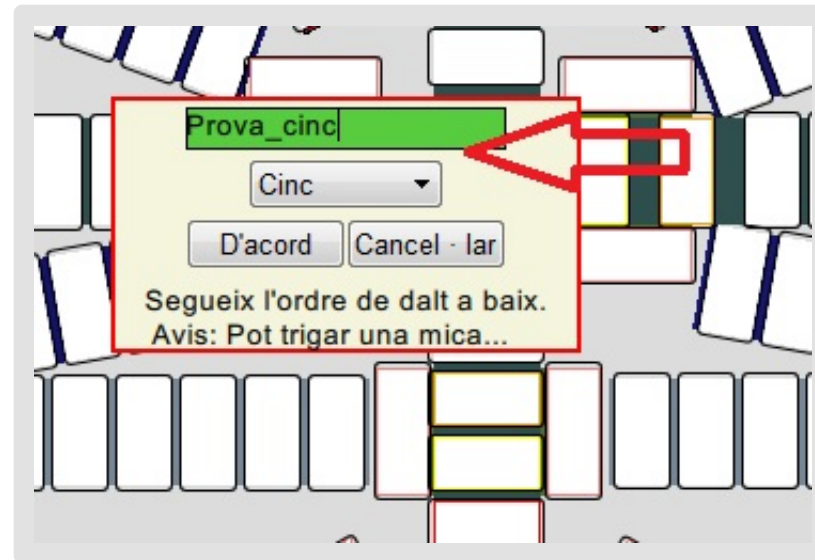 Prova_cinc
Cinc
D'acord Cancel · lar
Segueix l'ordre de dalt a baix.
Avis: Pot trigar una mica...